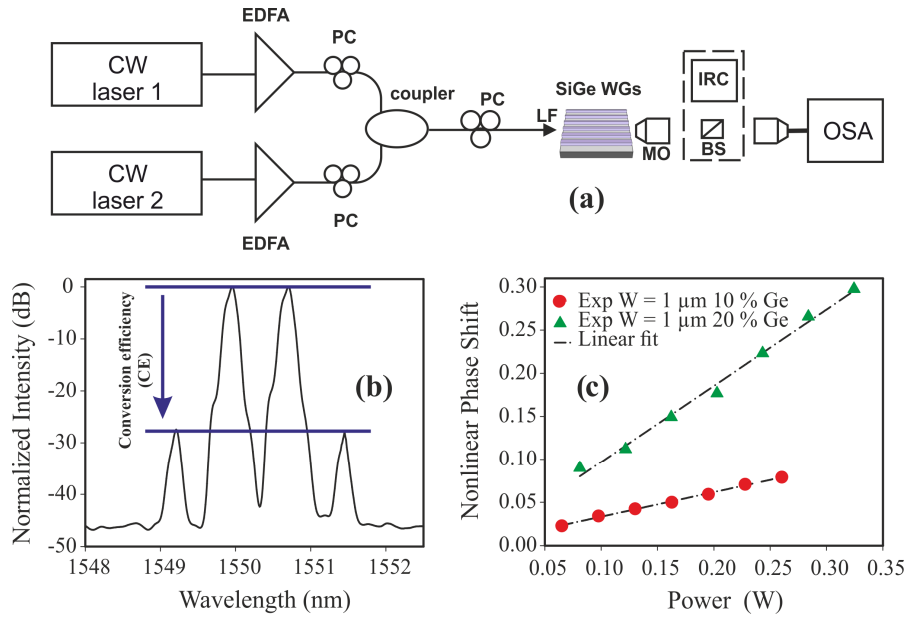 EDFA
CW
laser 1
PC
coupler
PC
LF
SiGe WGs
MO
IRC
BS
OSA
CW
laser 2
PC
EDFA
(a)
Normalized Intensity (dB)
0
-10
-20
-30
-40
-50
Conversion efficiency
(CE)
(b)
1548
1549
1550
1551
1552
Wavelength (nm)
Nonlinear Phase Shift
0.30
0.25
0.20
0.15
0.10
0.05
0.00
Exp W = 1 µm 10 % Ge
Exp W = 1 µm 20 % Ge
Linear fit
(c)
0.05
0.10
0.15
0.20
0.25
0.30
0.35
Power (W)